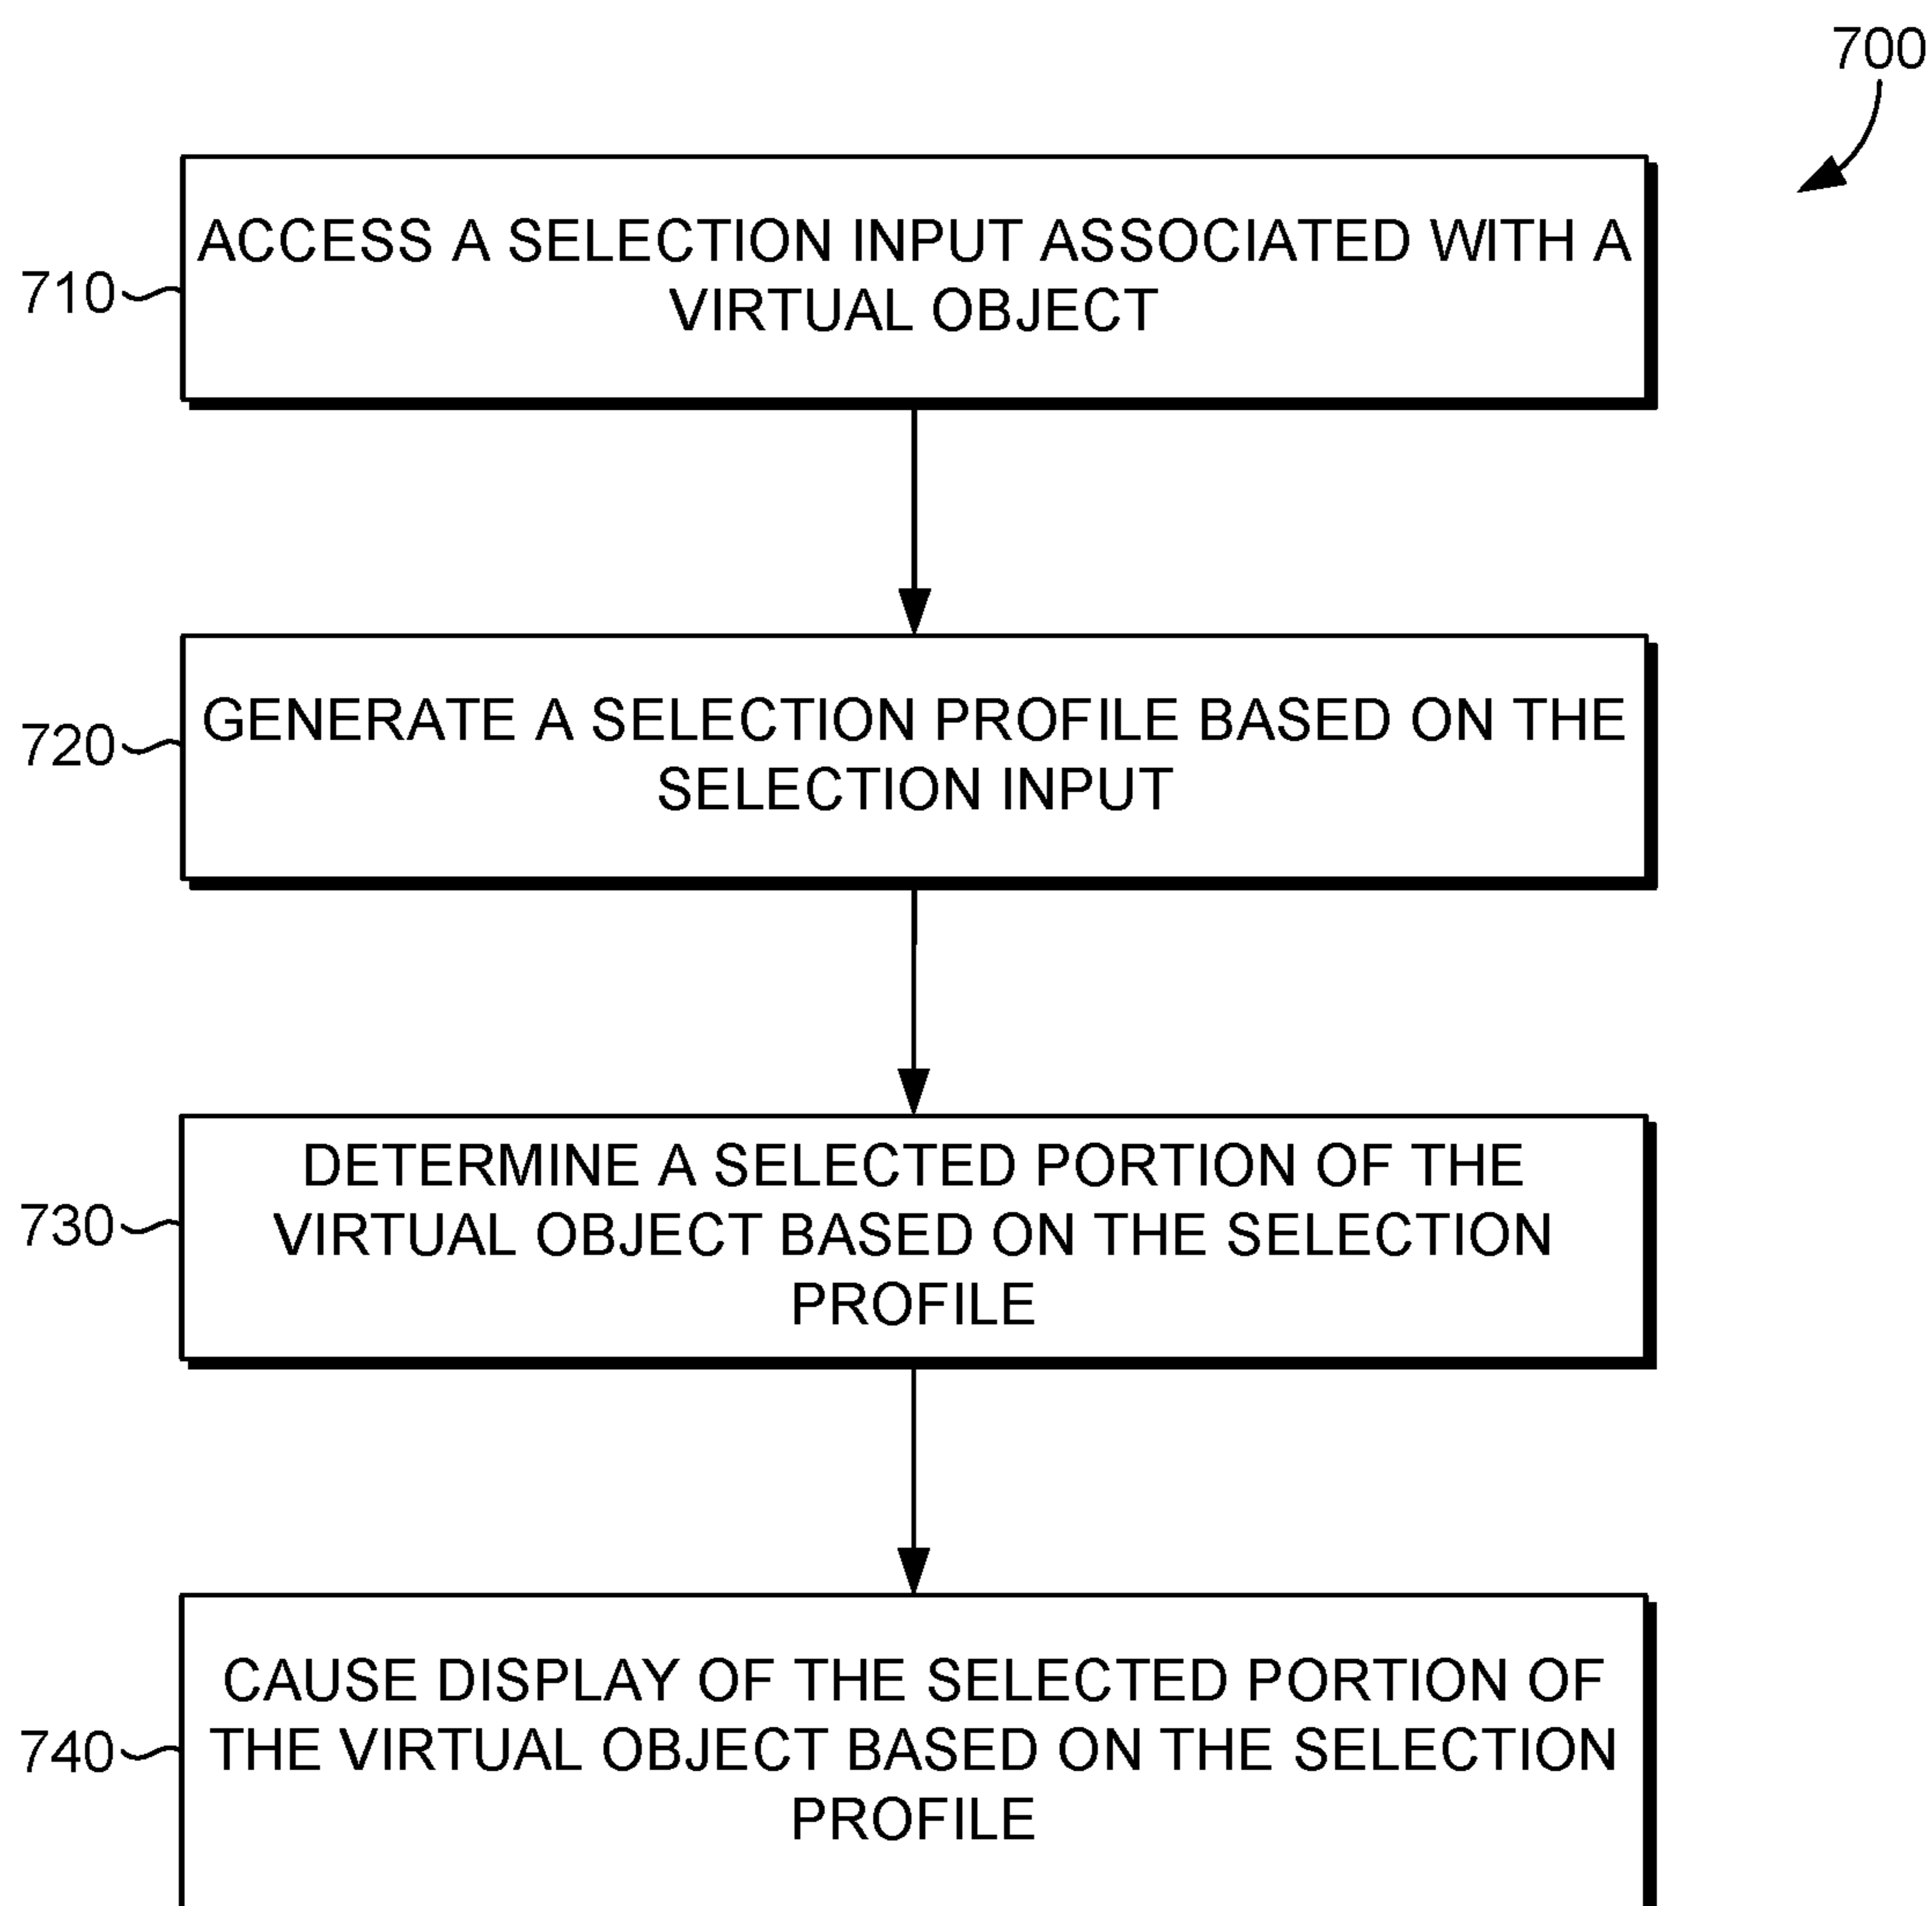 700
710
ACCESS A SELECTION INPUT ASSOCIATED WITH A
VIRTUAL OBJECT
720
GENERATE A SELECTION PROFILE BASED ON THE
SELECTION INPUT
730
DETERMINE A SELECTED PORTION OF THE
VIRTUAL OBJECT BASED ON THE SELECTION
PROFILE
740
CAUSE DISPLAY OF THE SELECTED PORTION OF
THE VIRTUAL OBJECT BASED ON THE SELECTION
PROFILE